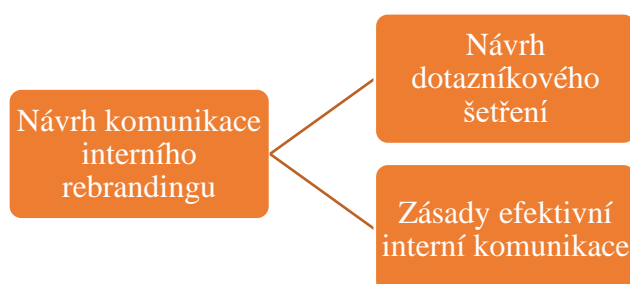 Návrh komunikace
interního
rebrandingu
Návrh
dotazníkového
šetření
Zásady efektivní
interní komunikace